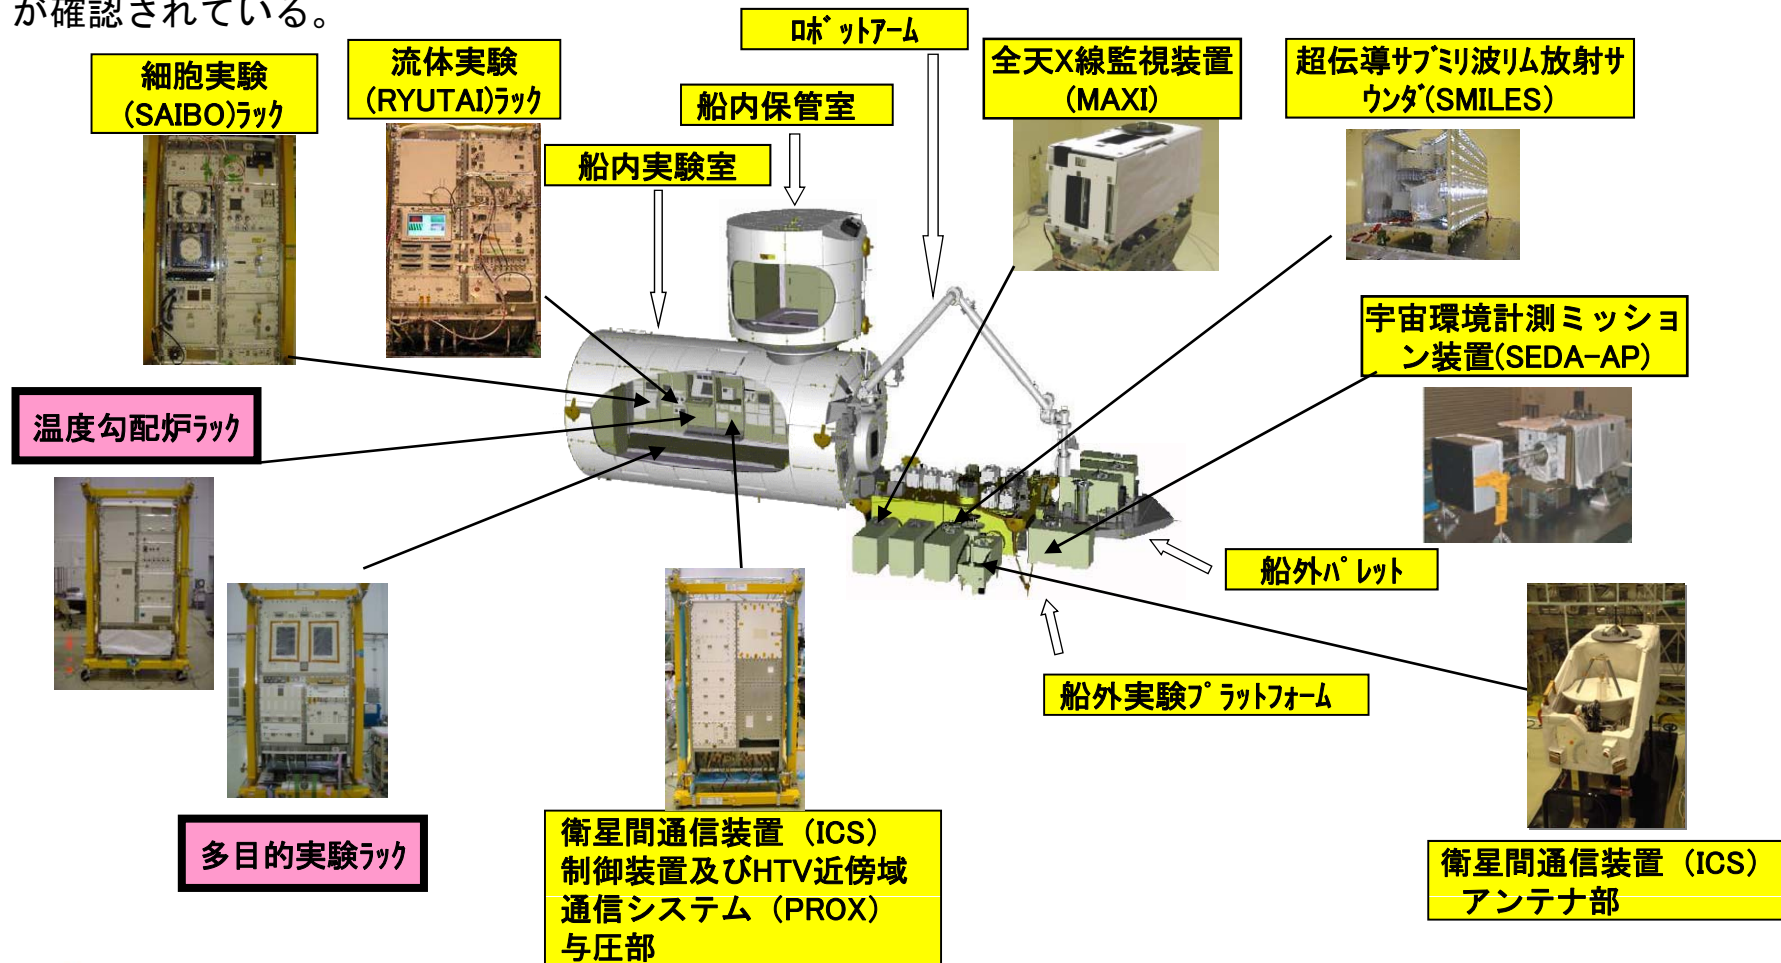 が確認されている。
ﾛﾎﾞｯﾄｱｰﾑ
細胞実験
(SAIBO)ﾗｯｸ
流体実験
(RYUTAI)ﾗｯｸ
船内保管室
船内実験室
全天X線監視装置
(MAXI)
超伝導ｻﾌﾞﾐﾘ波ﾘﾑ放射ｻ
ｳﾝﾀﾞ(SMILES)
宇宙環境計測ミッショ
ン装置(SEDA-AP)
温度勾配炉ﾗｯｸ
船外ﾊﾟﾚｯﾄ
船外実験ﾌﾟﾗｯﾄﾌｫｰﾑ
多目的実験ﾗｯｸ
衛星間通信装置（ICS）
制御装置及びHTV近傍域
通信システム（PROX）
与圧部
衛星間通信装置（ICS）
アンテナ部